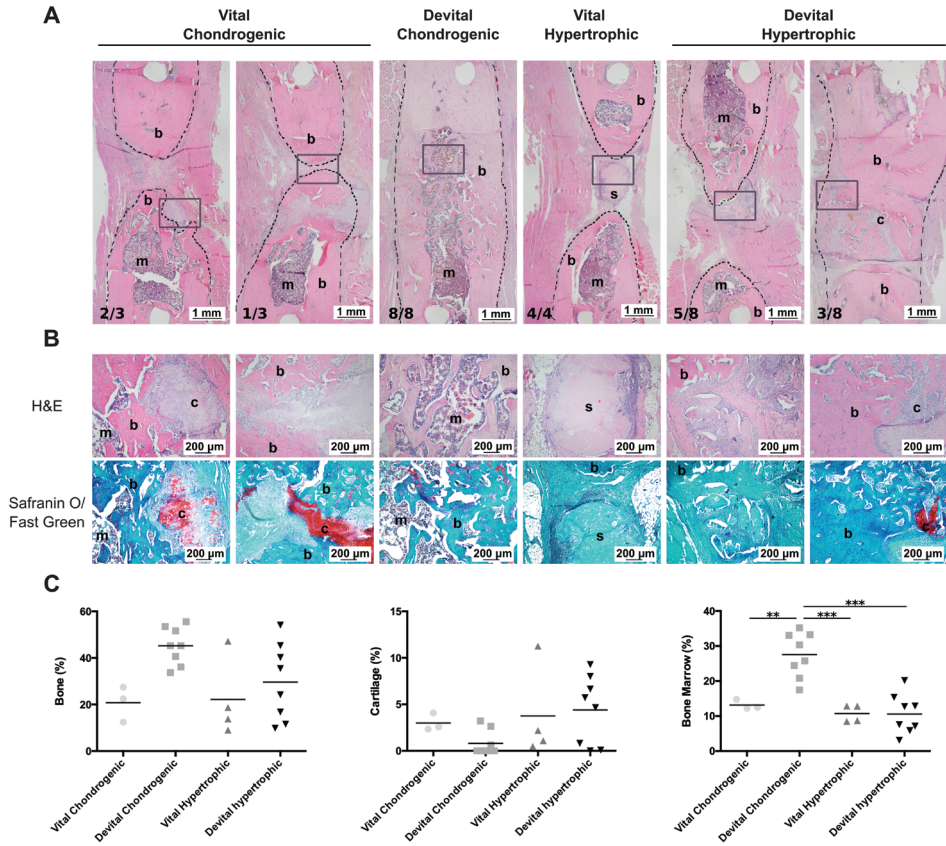 A
Vital Chondrogenic
Devital Chondrogenic
Vital Hypertrophic
Devital Hypertrophic
b
b
m
2/3
1 mm
b
m
b
1/3
1 mm
b
m
8/8
1 mm
b
s
b
m
4/4
1 mm
m
b
m
b
5/8
1 mm
b
c
b
3/8
1 mm
B
H&E
c
b
m
200 µm
b
b
200 µm
b
m
200 µm
s
200 µm
b
200 µm
b
c
200 µm
Safranin O/
Fast Green
b
c
m
200 µm
b
c
b
200 µm
b
m
200 µm
b
s
200 µm
b
200 µm
b
c
200 µm
C
Bone (%)
60
40
20
0
Vital Chondrogenic
Devital Chondrogenic
Vital Hypertrophic
Devital hypertrophic
Cartilage (%)
15
10
5
0
Vital Chondrogenic
Devital Chondrogenic
Vital Hypertrophic
Devital hypertrophic
Bone Marrow (%)
40
30
20
10
0
**
***
***
Vital Chondrogenic
Devital Chondrogenic
Vital Hypertrophic
Devital hypertrophic